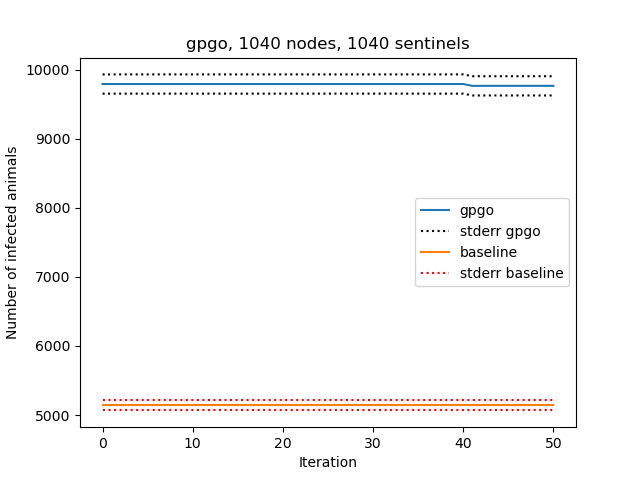 gpgo, 1040 nodes, 1040 sentinels
Number of infected animals
10000
9000
8000
7000
6000
5000
gpgo
stderr gpgo
baseline
stderr baseline
0 10 20 30 40 50
Iteration